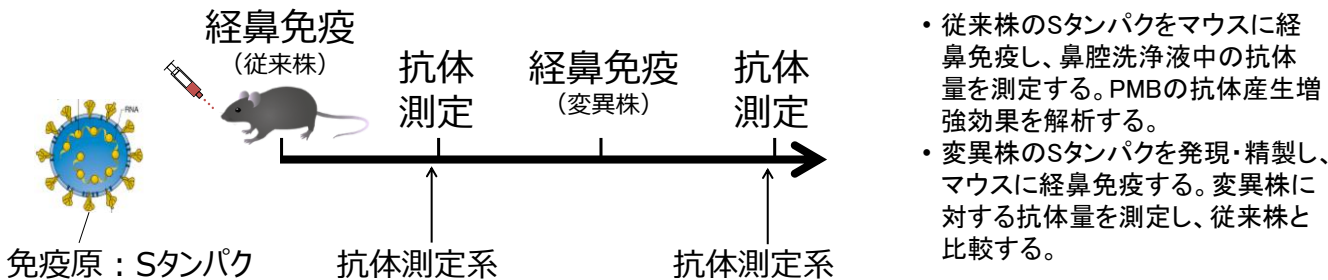 経鼻免疫
（従来株）
抗体
測定
経鼻免疫
（変異株）
抗体
測定
RNA
免疫原：Sタンパク
抗体測定系
抗体測定系
• 従来株のSタンパクをマウスに経
鼻免疫し、鼻腔洗浄液中の抗体
量を測定する。PMBの抗体産生増
強効果を解析する。
• 変異株のSタンパクを発現・精製し、
マウスに経鼻免疫する。変異株に
対する抗体量を測定し、従来株と
比較する。